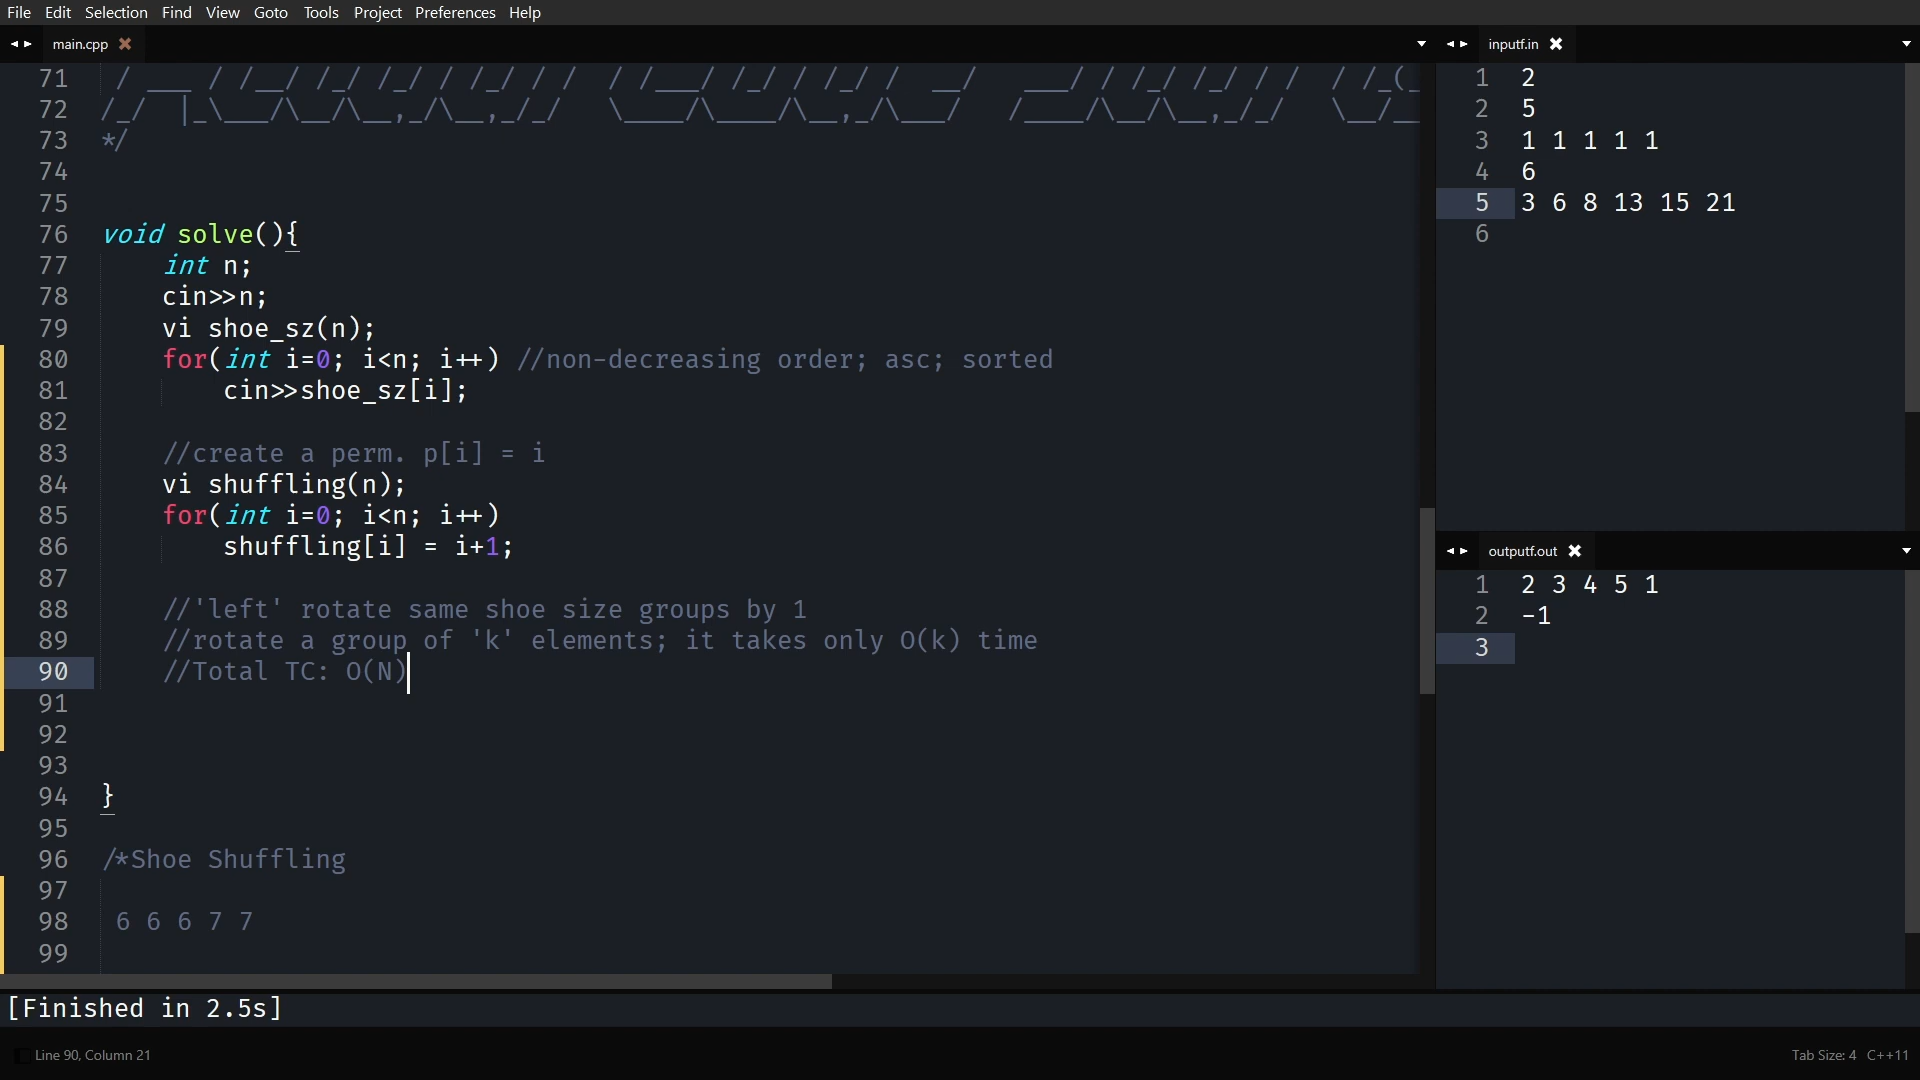 File Edit Selection Find View Goto Tools Project Preferences Help
main.cpp
71
72
73 */
74
75
76 void solve(){
77 int n;
78 cin>>n;
79 vi shoe_sz(n);
80 for(int i=0; i<n; i++) //non-decreasing order; asc; sorted
81 cin>>shoe_sz[i];
82
83 //create a perm. p[i] = i
84 vi shuffling(n);
85 for(int i=0; i<n; i++)
86 shuffling[i] = i+1;
87
88 //'left' rotate same shoe size groups by 1
89 //rotate a group of 'k' elements; it takes only O(k) time
90 //Total TC: O(N)
91
92
93
94 }
95
96 /*Shoe Shuffling
97
98 6 6 6 7 7
99
inputf.in
1 2
2 5
3 1 1 1 1 1
4 6
5 3 6 8 13 15 21
6
outputf.out
1 2 3 4 5 1
2 -1
3
[Finished in 2.5s]
Line 90, Column 21
Tab Size: 4 C++11